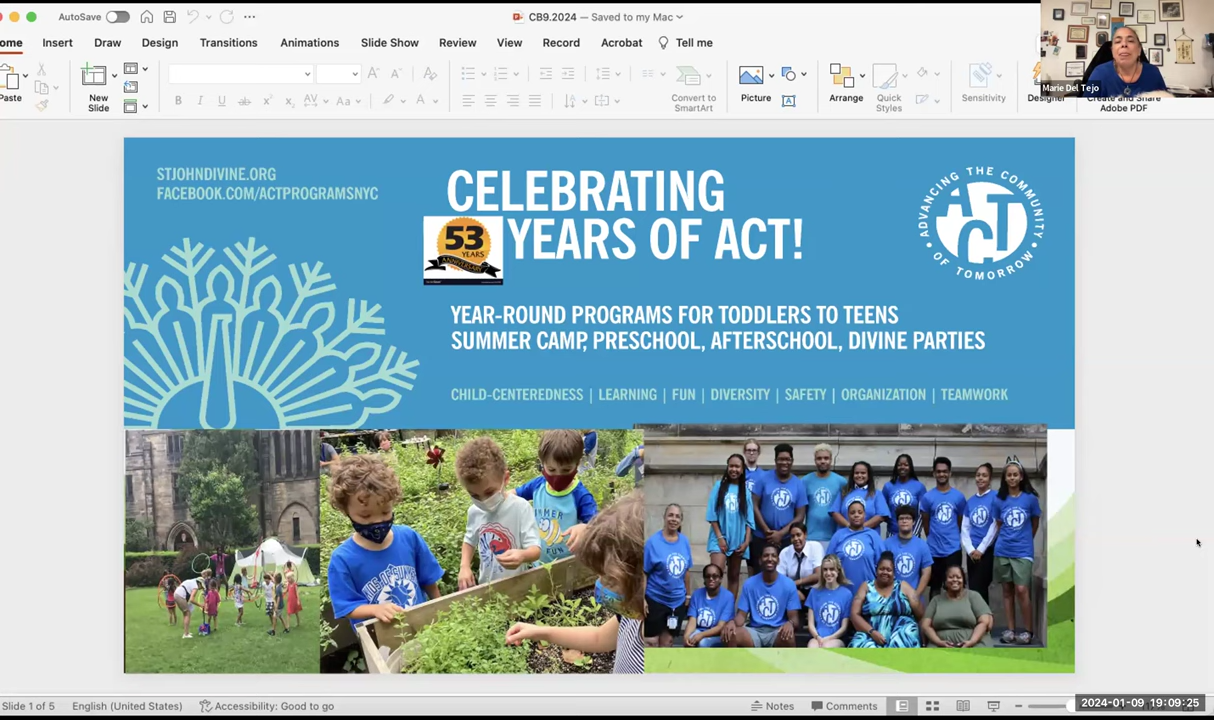 AutoSave
CB9.2024 — Saved to my Mac
ome
Insert
Draw
Design
Transitions
Animations
Slide Show
Review
View
Record
Acrobat
Tell me
Paste
New
Slide
B I U ab
Convert to
SmartArt
Picture
Arrange
Quick
Styles
Sensitivity
Designer
Create and Share
Adobe PDF
Marie Del Tejo
STJOHNDIVINE.ORG
FACEBOOK.COM/ACTPROGRAMSNYC
CELEBRATING
53
YEARS
ANNIVERSARY
YEARS OF ACT!
ADVANCING THE COMMUNITY
ACT
OF TOMORROW
YEAR-ROUND PROGRAMS FOR TODDLERS TO TEENS
SUMMER CAMP, PRESCHOOL, AFTERSCHOOL, DIVINE PARTIES
CHILD-CENTEREDNESS | LEARNING | FUN | DIVERSITY | SAFETY | ORGANIZATION | TEAMWORK
Slide 1 of 5
English (United States)
Accessibility: Good to go
Notes
Comments
2024-01-09 19:09:25